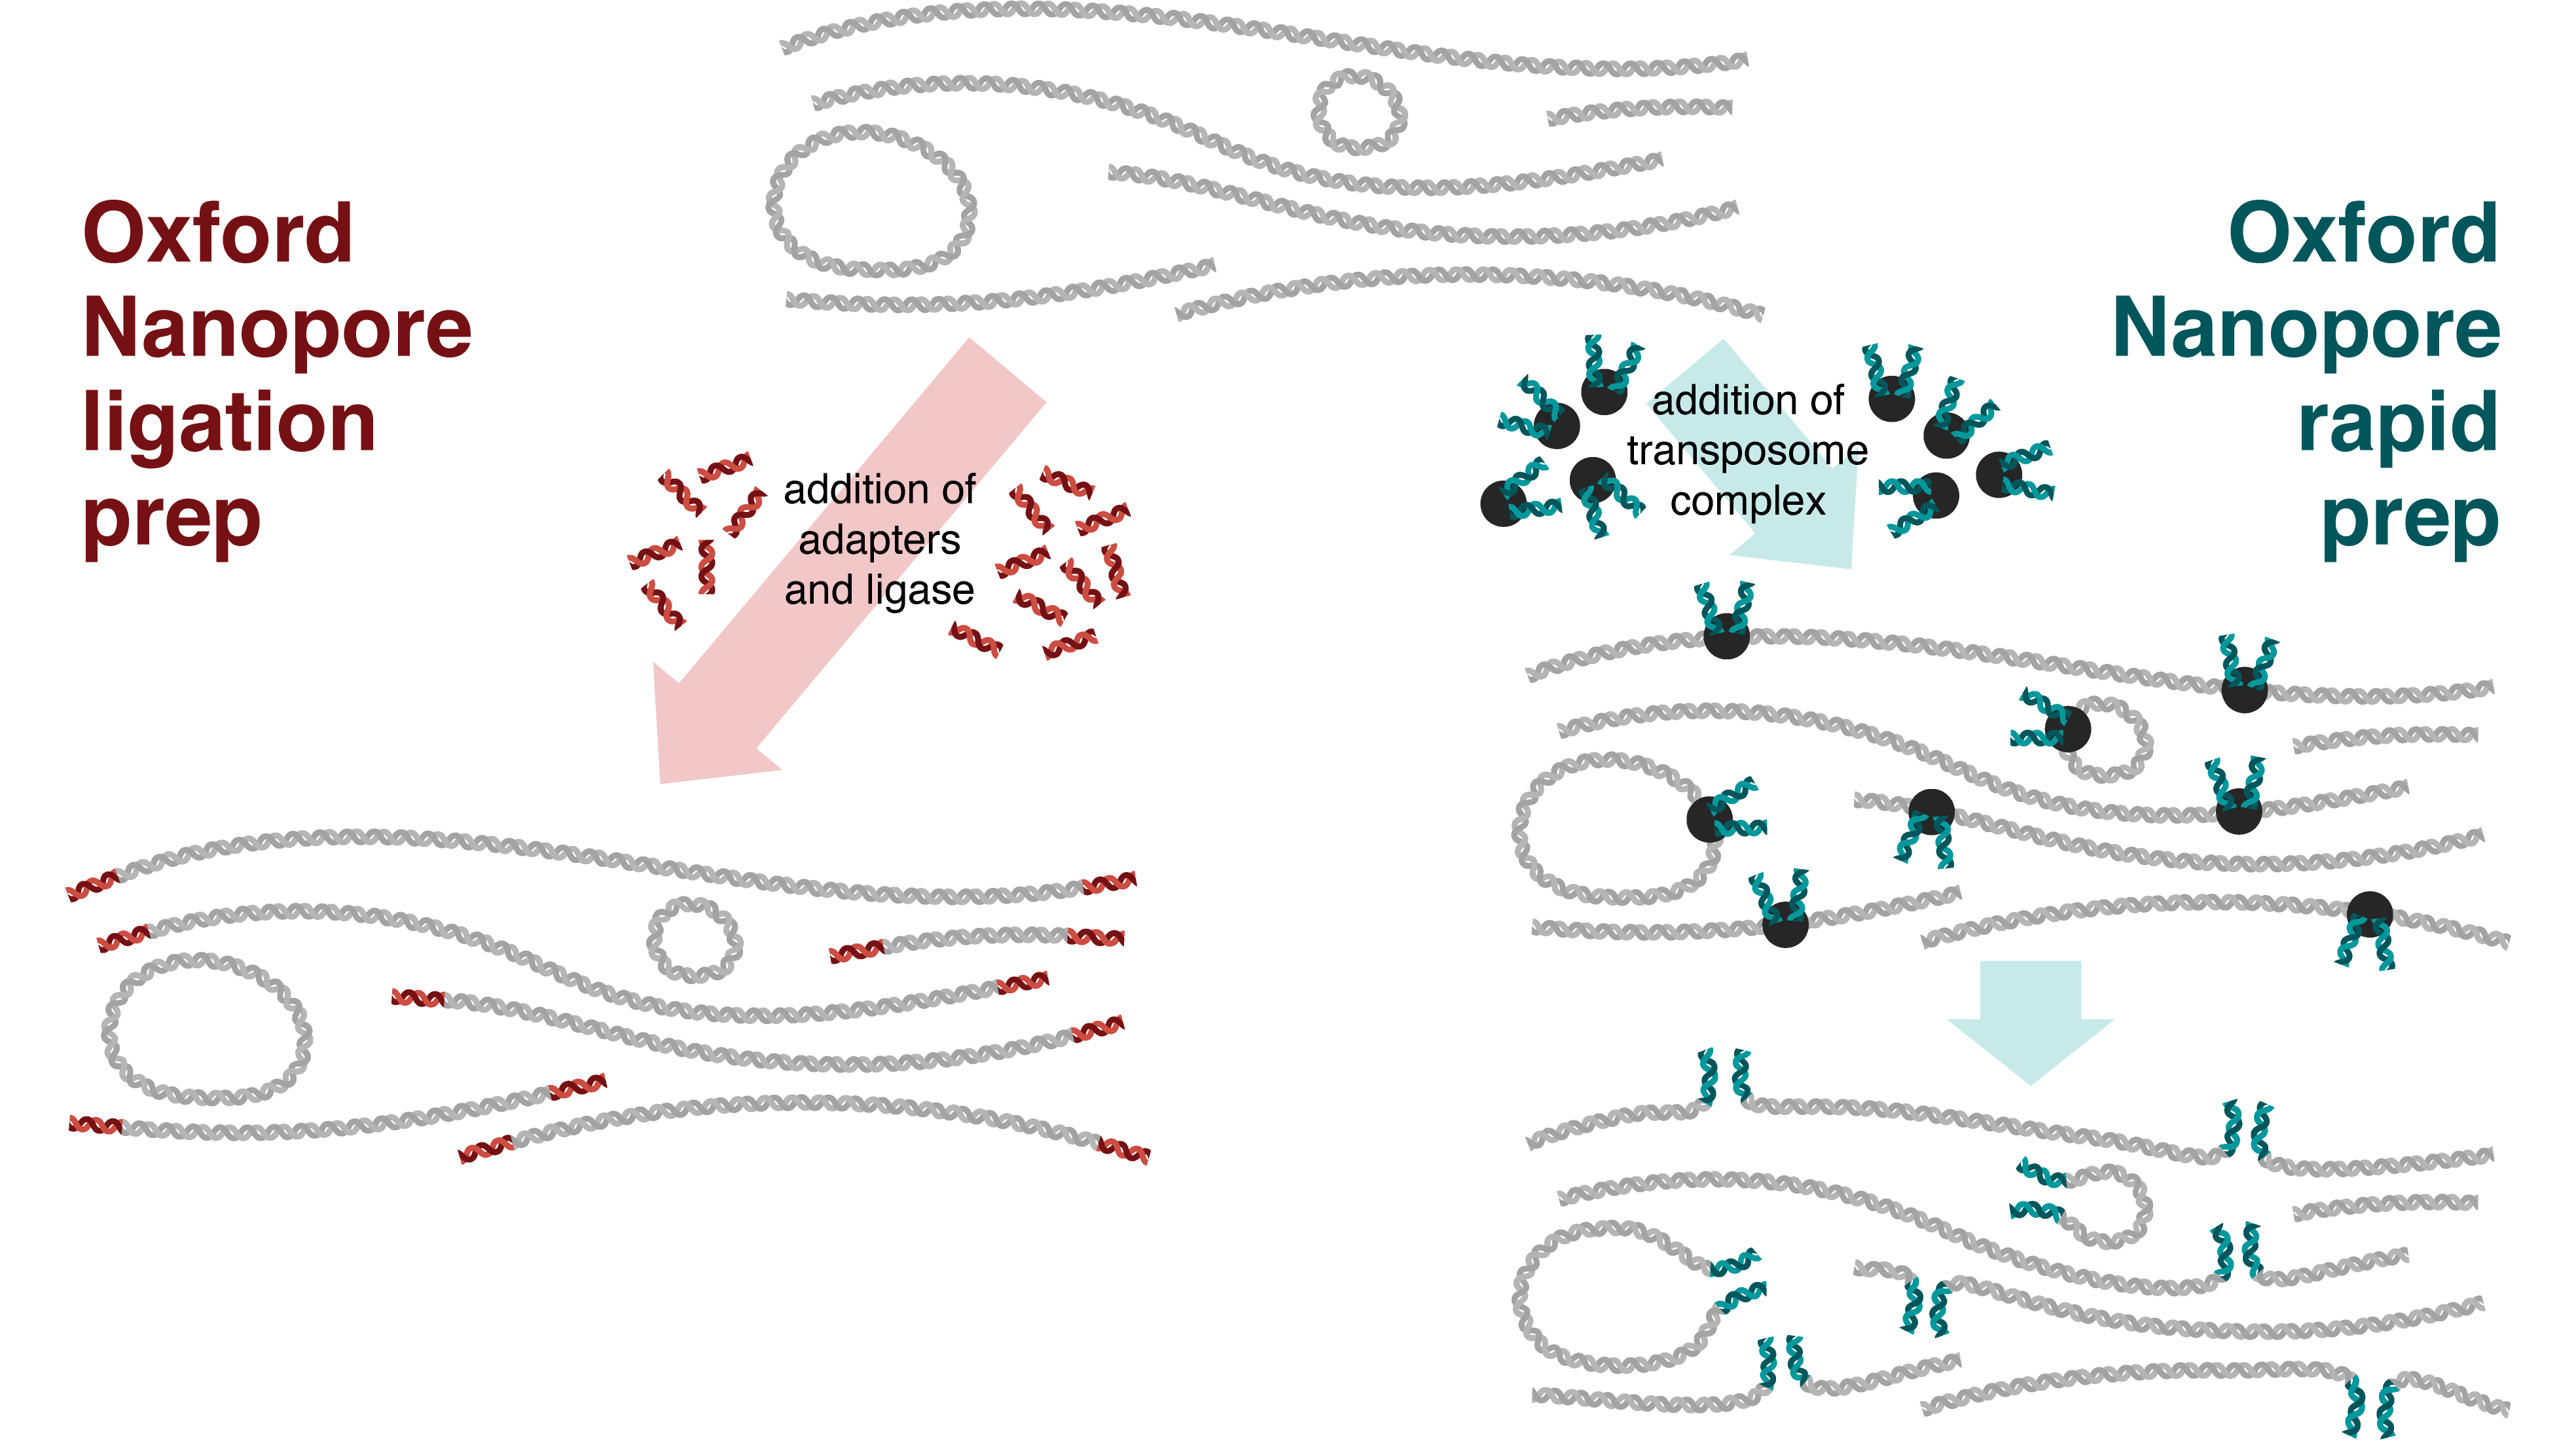 Oxford
Nanopore
ligation
prep
addition of
adapters
and ligase
addition of
transposome
complex
Oxford
Nanopore
rapid
prep